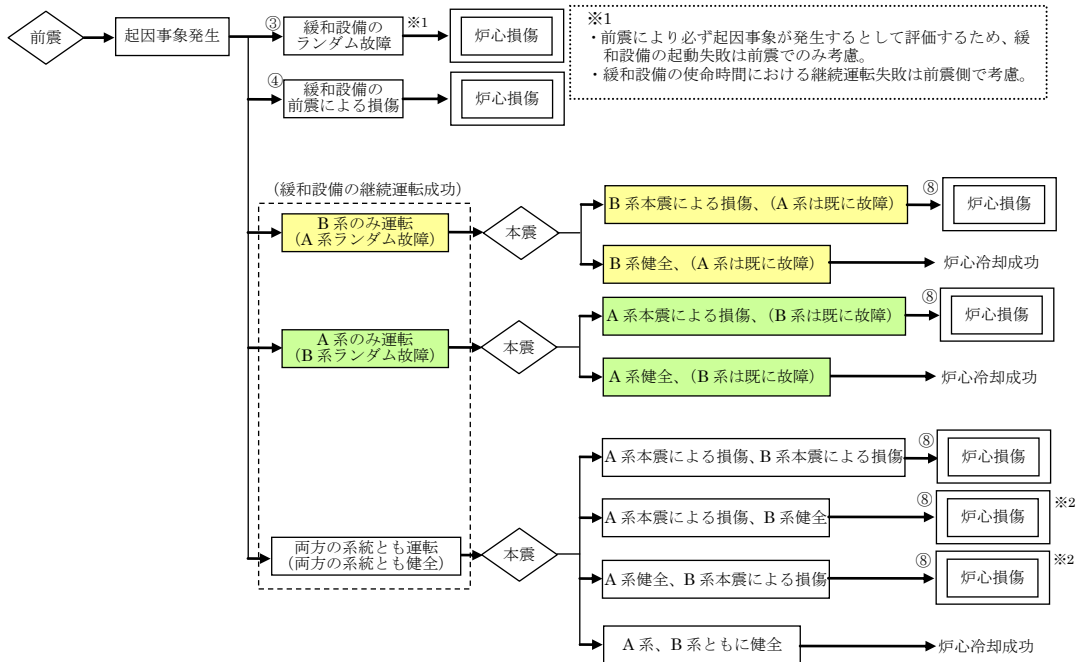 前震
起因事象発生
③
緩和設備の
ランダム故障
※1
炉心損傷
※1
・前震により必ず起因事象が発生するとして評価するため、緩
和設備の起動失敗は前震でのみ考慮。
・緩和設備の使命時間における継続運転失敗は前震側で考慮。
④
緩和設備の
前震による損傷
炉心損傷
(緩和設備の継続運転成功)
B系のみ運転
(A系ランダム故障)
本震
B系本震による損傷、(A系は既に故障)
⑧
炉心損傷
B系健全、(A系は既に故障)
炉心冷却成功
A系のみ運転
(B系ランダム故障)
本震
A系本震による損傷、(B系は既に故障)
⑧
炉心損傷
A系健全、(B系は既に故障)
炉心冷却成功
両方の系統とも運転
(両方の系統とも健全)
本震
A系本震による損傷、B系本震による損傷
⑧
炉心損傷
A系本震による損傷、B系健全
⑧
炉心損傷
※2
A系健全、B系本震による損傷
⑧
炉心損傷
※2
A系、B系ともに健全
炉心冷却成功